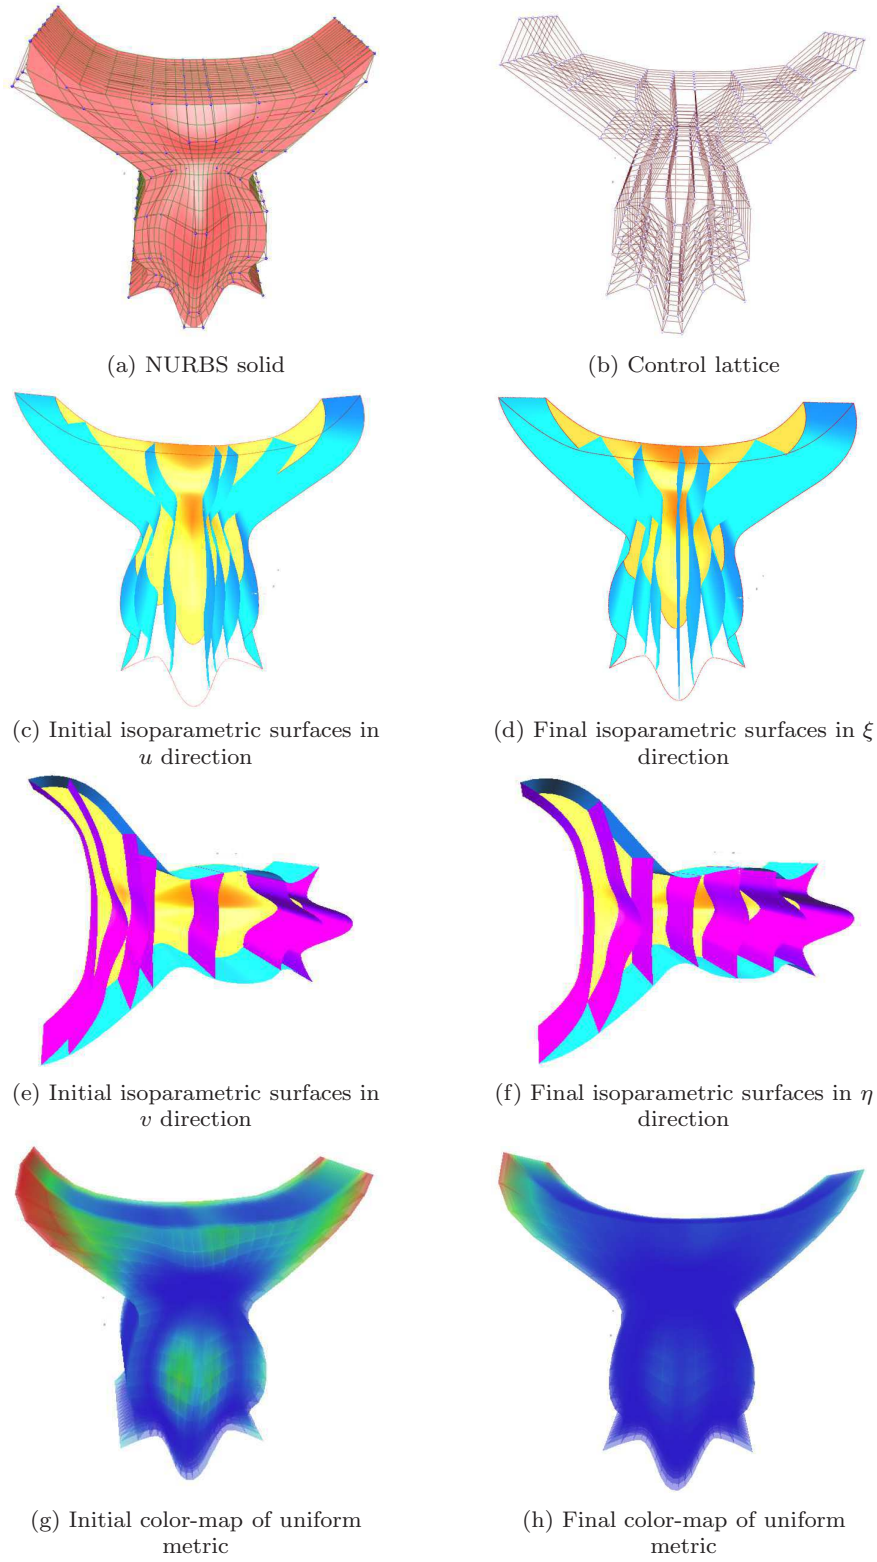 (a) NURBS solid
(b) Control lattice
(c) Initial isoparametric surfaces in
u direction
(d) Final isoparametric surfaces in ξ
direction
(e) Initial isoparametric surfaces in
v direction
(f) Final isoparametric surfaces in η
direction
(g) Initial color-map of uniform
metric
(h) Final color-map of uniform
metric